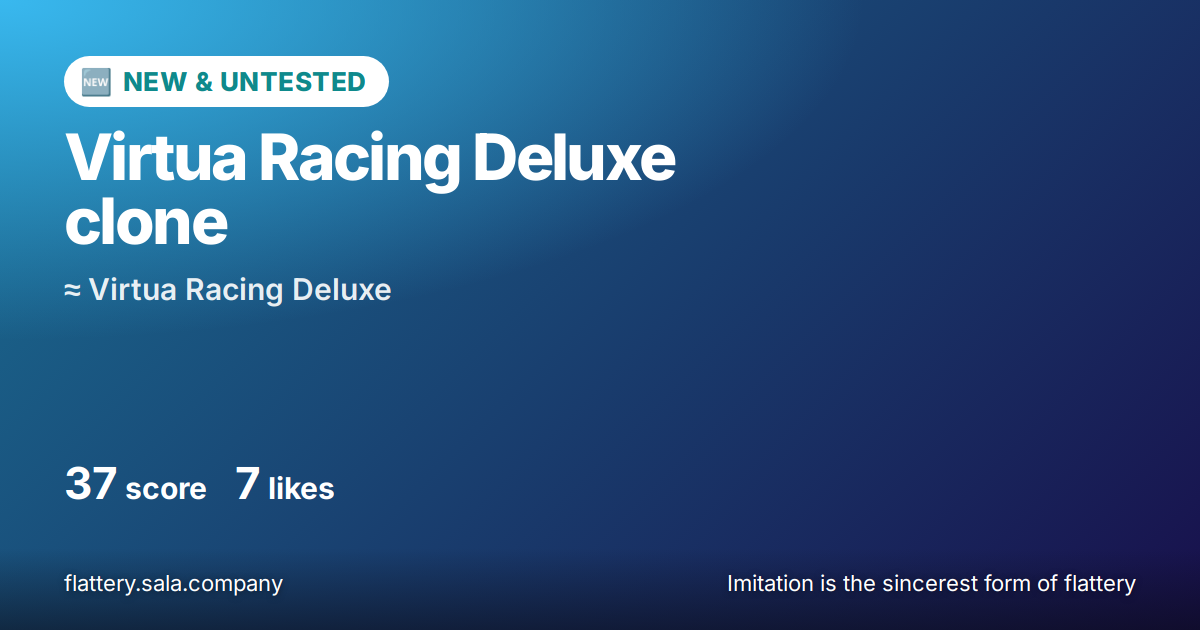 🆕 NEW & UNTESTED
Virtua Racing Deluxe
clone
≈ Virtua Racing Deluxe
37 score 7 likes
flattery.sala.company
Imitation is the sincerest form of flattery